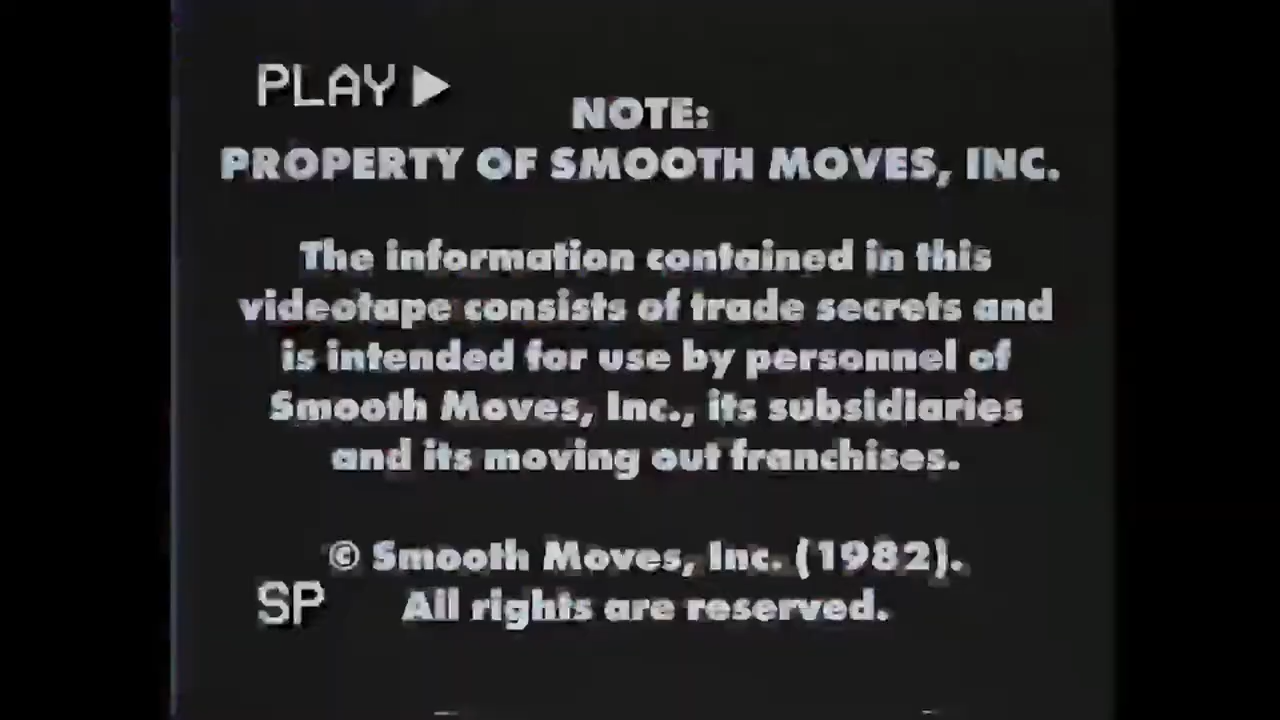 PLAY ▶
NOTE:
PROPERTY OF SMOOTH MOVES, INC.
The information contained in this
videotape consists of trade secrets and
is intended for use by personnel of
Smooth Moves, Inc., its subsidiaries
and its moving out franchises.
© Smooth Moves, Inc. (1982).
SP
All rights are reserved.